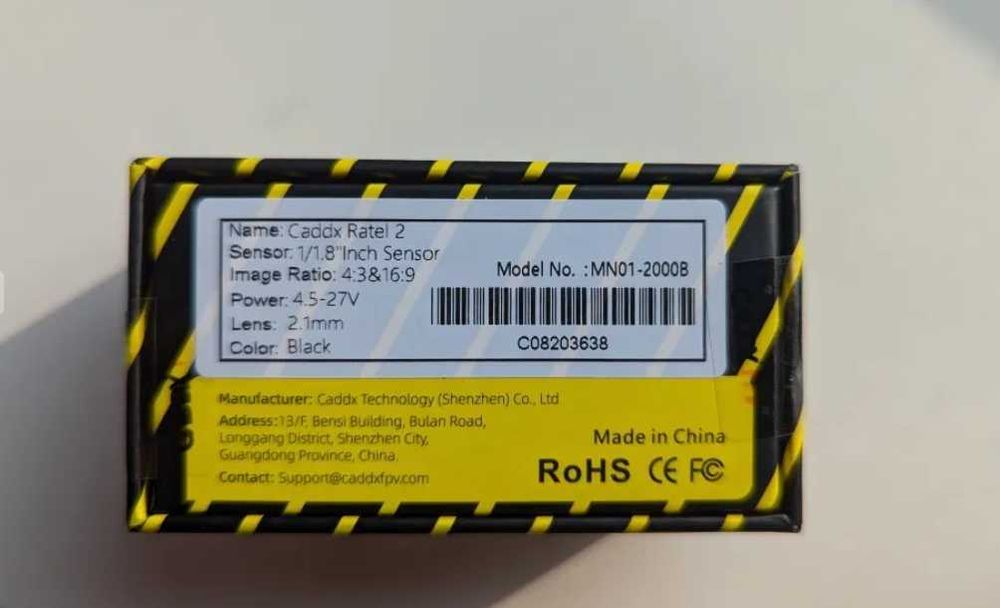 Name: Caddx Ratel 2
Sensor: 1/1.8"Inch Sensor
Image Ratio: 4:3&16:9
Power: 4.5-27V
Lens: 2.1mm
Color: Black
Model No. :MN01-2000B
C08203638
Manufacturer: Caddx Technology (Shenzhen) Co., Ltd
Address:13/F, Bensi Building, Bulan Road,
Longgang District, Shenzhen City,
Guangdong Province, China.
Contact: Support@caddxfpv.com
Made in China
RoHS CE FC